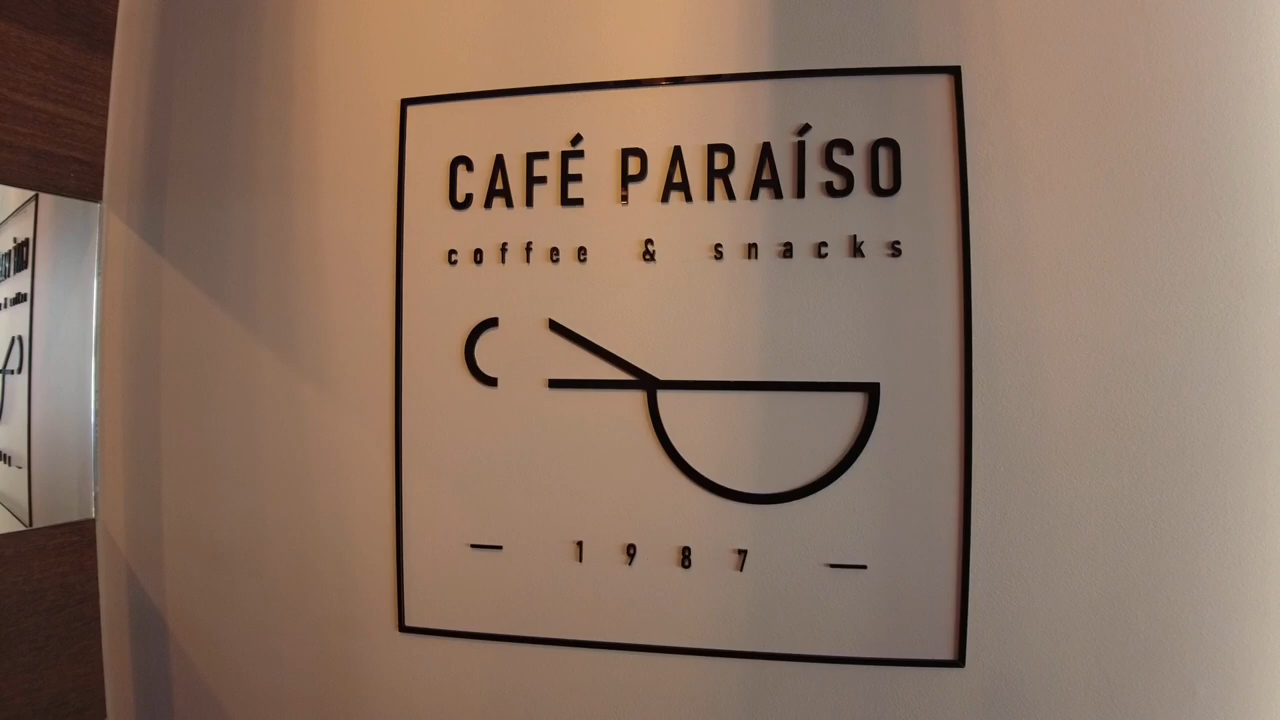 CAFÉ PARAÍSO
coffee & snacks
— 1987 —